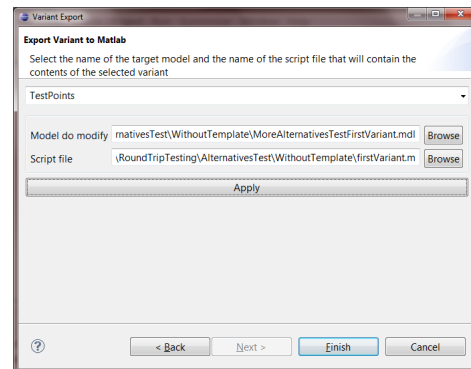 Variant Export
Export Variant to Matlab
Select the name of the target model and the name of the script file that will contain the
contents of the selected variant
TestPoints
Model do modify rnativesTest\WithoutTemplate\MoreAlternativesTestFirstVariant.mdl Browse
Script file \RoundTripTesting\AlternativesTest\WithoutTemplate\firstVariant.m Browse
Apply
? < Back Next > Finish Cancel